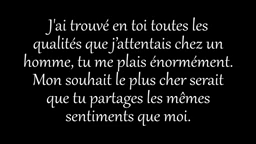 J'ai trouvé en toi toutes les
qualités que j'attentais chez un
homme, tu me plais énormément.
Mon souhait le plus cher serait
que tu partages les mêmes
sentiments que moi.